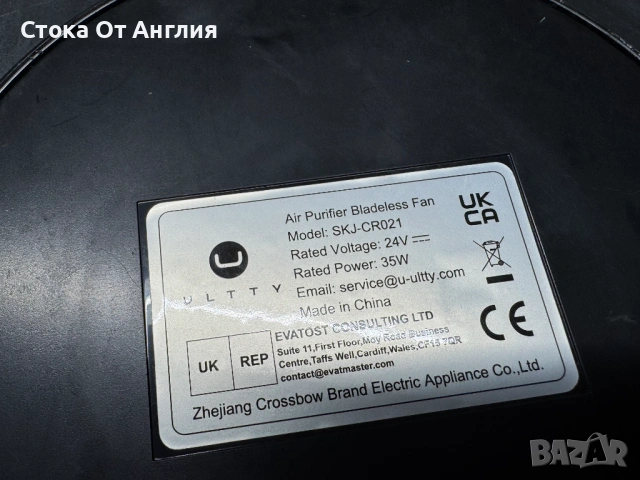 Стока От Англия
Air Purifier Bladeless Fan
Model: SKJ-CR021
Rated Voltage: 24V
Rated Power: 35W
Email: service@u-ultty.com
Made in China
ULTTY
UK
CA
UK REP
EVATOST CONSULTING LTD
Suite 11,First Floor,Moy Road Business
Centre,Taffs Well,Cardiff,Wales,CF15 7QR
contact@evatmaster.com
CE
Zhejiang Crossbow Brand Electric Appliance Co.,Ltd.
BAZAR